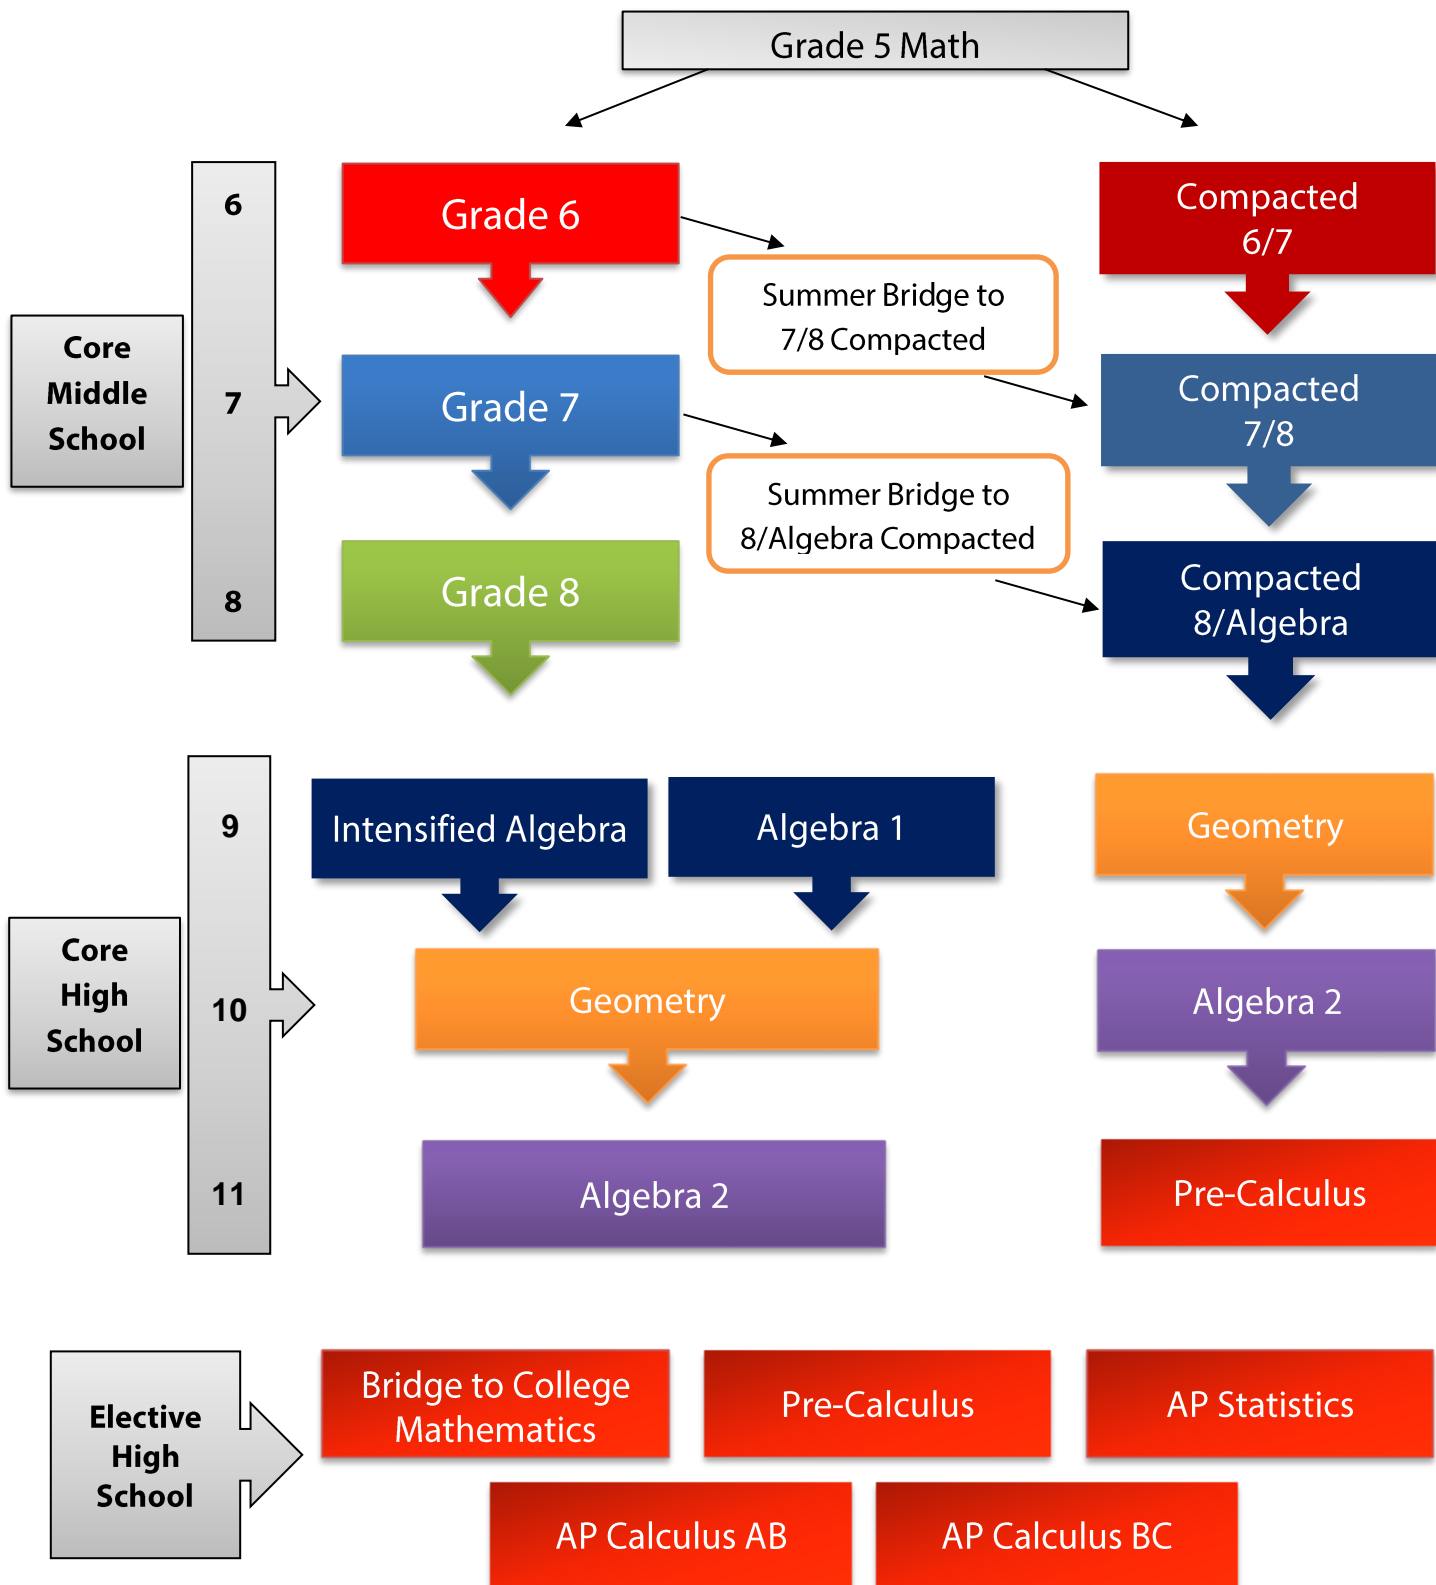 Grade 5 Math
Core
Middle
School
6
7
8
Grade 6
Compacted
6/7
Summer Bridge to
7/8 Compacted
Grade 7
Compacted
7/8
Summer Bridge to
8/Algebra Compacted
Grade 8
Compacted
8/Algebra
Core
High
School
9
10
11
Intensified Algebra
Algebra 1
Geometry
Geometry
Algebra 2
Algebra 2
Pre-Calculus
Elective
High
School
Bridge to College
Mathematics
Pre-Calculus
AP Statistics
AP Calculus AB
AP Calculus BC